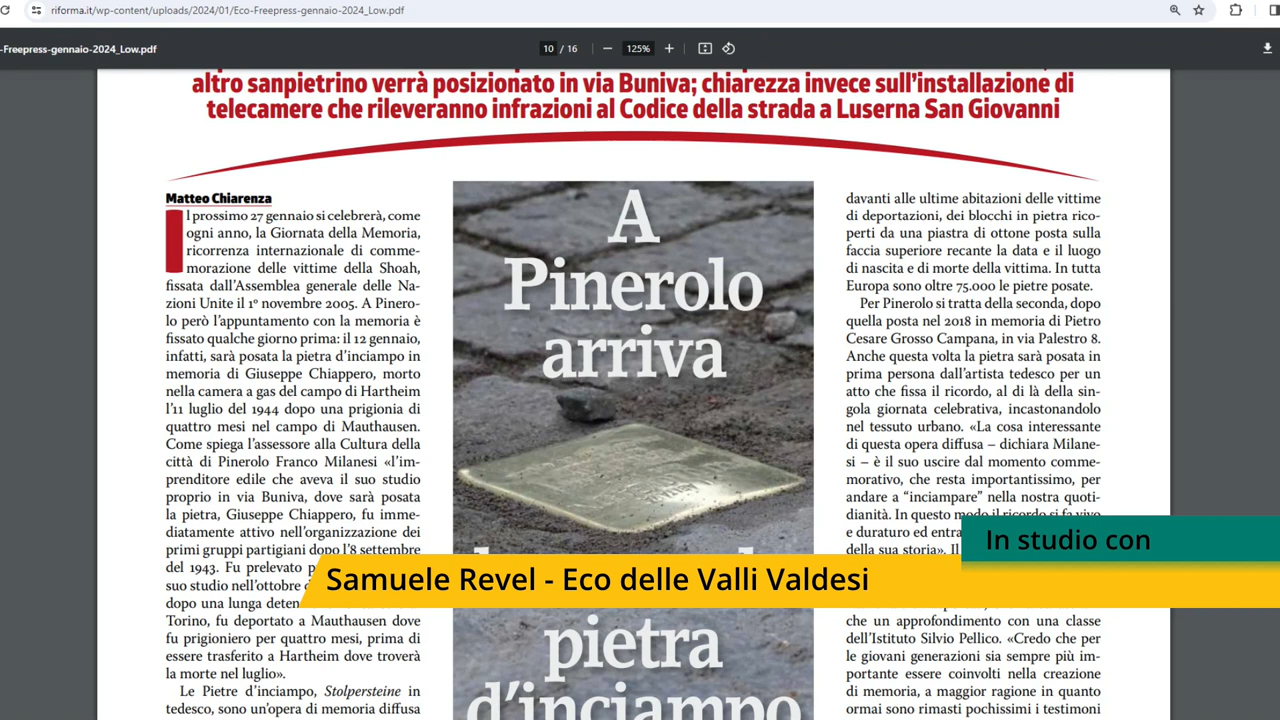 riforma.it/wp-content/uploads/2024/01/Eco-Freepress-gennaio-2024_Low.pdf
-Freepress-gennaio-2024_Low.pdf
10 / 16
125%
altro sanpietrino verrà posizionato in via Buniva; chiarezza invece sull'installazione di
telecamere che rileveranno infrazioni al Codice della strada a Luserna San Giovanni
Matteo Chiarenza
Il prossimo 27 gennaio si celebrerà, come
ogni anno, la Giornata della Memoria,
ricorrenza internazionale di comme-
morazione delle vittime della Shoah,
fissata dall'Assemblea generale delle Na-
zioni Unite il 1° novembre 2005. A Pinero-
lo però l'appuntamento con la memoria è
fissato qualche giorno prima: il 12 gennaio,
infatti, sarà posata la pietra d'inciampo in
memoria di Giuseppe Chiappero, morto
nella camera a gas del campo di Hartheim
l'11 luglio del 1944 dopo una prigionia di
quattro mesi nel campo di Mauthausen.
Come spiega l'assessore alla Cultura della
città di Pinerolo Franco Milanesi «l'im-
prenditore edile che aveva il suo studio
proprio in via Buniva, dove sarà posata
la pietra, Giuseppe Chiappero, fu imme-
diatamente attivo nell'organizzazione dei
primi gruppi partigiani dopo l'8 settembre
del 1943. Fu prelevato
suo studio nell'ottobre
dopo una lunga
Torino, fu deportato a Mauthausen dove
fu prigioniero per quattro mesi, prima di
essere trasferito a Hartheim dove troverà
la morte nel luglio».
Le Pietre d'inciampo, Stolpersteine in
tedesco, sono un'opera di memoria diffusa
A
Pinerolo
arriva
pietra
d'inciampo
davanti alle ultime abitazioni delle vittime
di deportazioni, dei blocchi in pietra rico-
perti da una piastra di ottone posta sulla
faccia superiore recante la data e il luogo
di nascita e di morte della vittima. In tutta
Europa sono oltre 75.000 le pietre posate.
Per Pinerolo si tratta della seconda, dopo
quella posta nel 2018 in memoria di Pietro
Cesare Grosso Campana, in via Palestro 8.
Anche questa volta la pietra sarà posata in
prima persona dall'artista tedesco per un
atto che fissa il ricordo, al di là della sin-
gola giornata celebrativa, incastonandolo
nel tessuto urbano. «La cosa interessante
di questa opera diffusa – dichiara Milane-
si – è il suo uscire dal momento comme-
morativo, che resta importantissimo, per
andare a "inciampare" nella nostra quoti-
dianità. In questo modo il ricordo si fa vivo
e duraturo ed
della sua storia». Il
che un approfondimento con una classe
dell'Istituto Silvio Pellico. «Credo che per
le giovani generazioni sia sempre più im-
portante essere coinvolti nella creazione
di memoria, a maggior ragione in quanto
ormai sono rimasti pochissimi i testimoni
In studio con
Samuele Revel - Eco delle Valli Valdesi